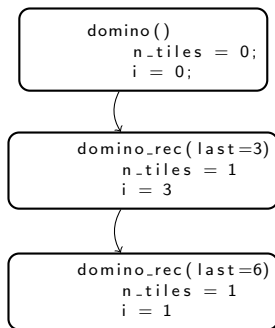 domino()
n_tiles = 0;
i = 0;
domino_rec(last=3)
n_tiles = 1
i = 3
domino_rec(last=6)
n_tiles = 1
i = 1